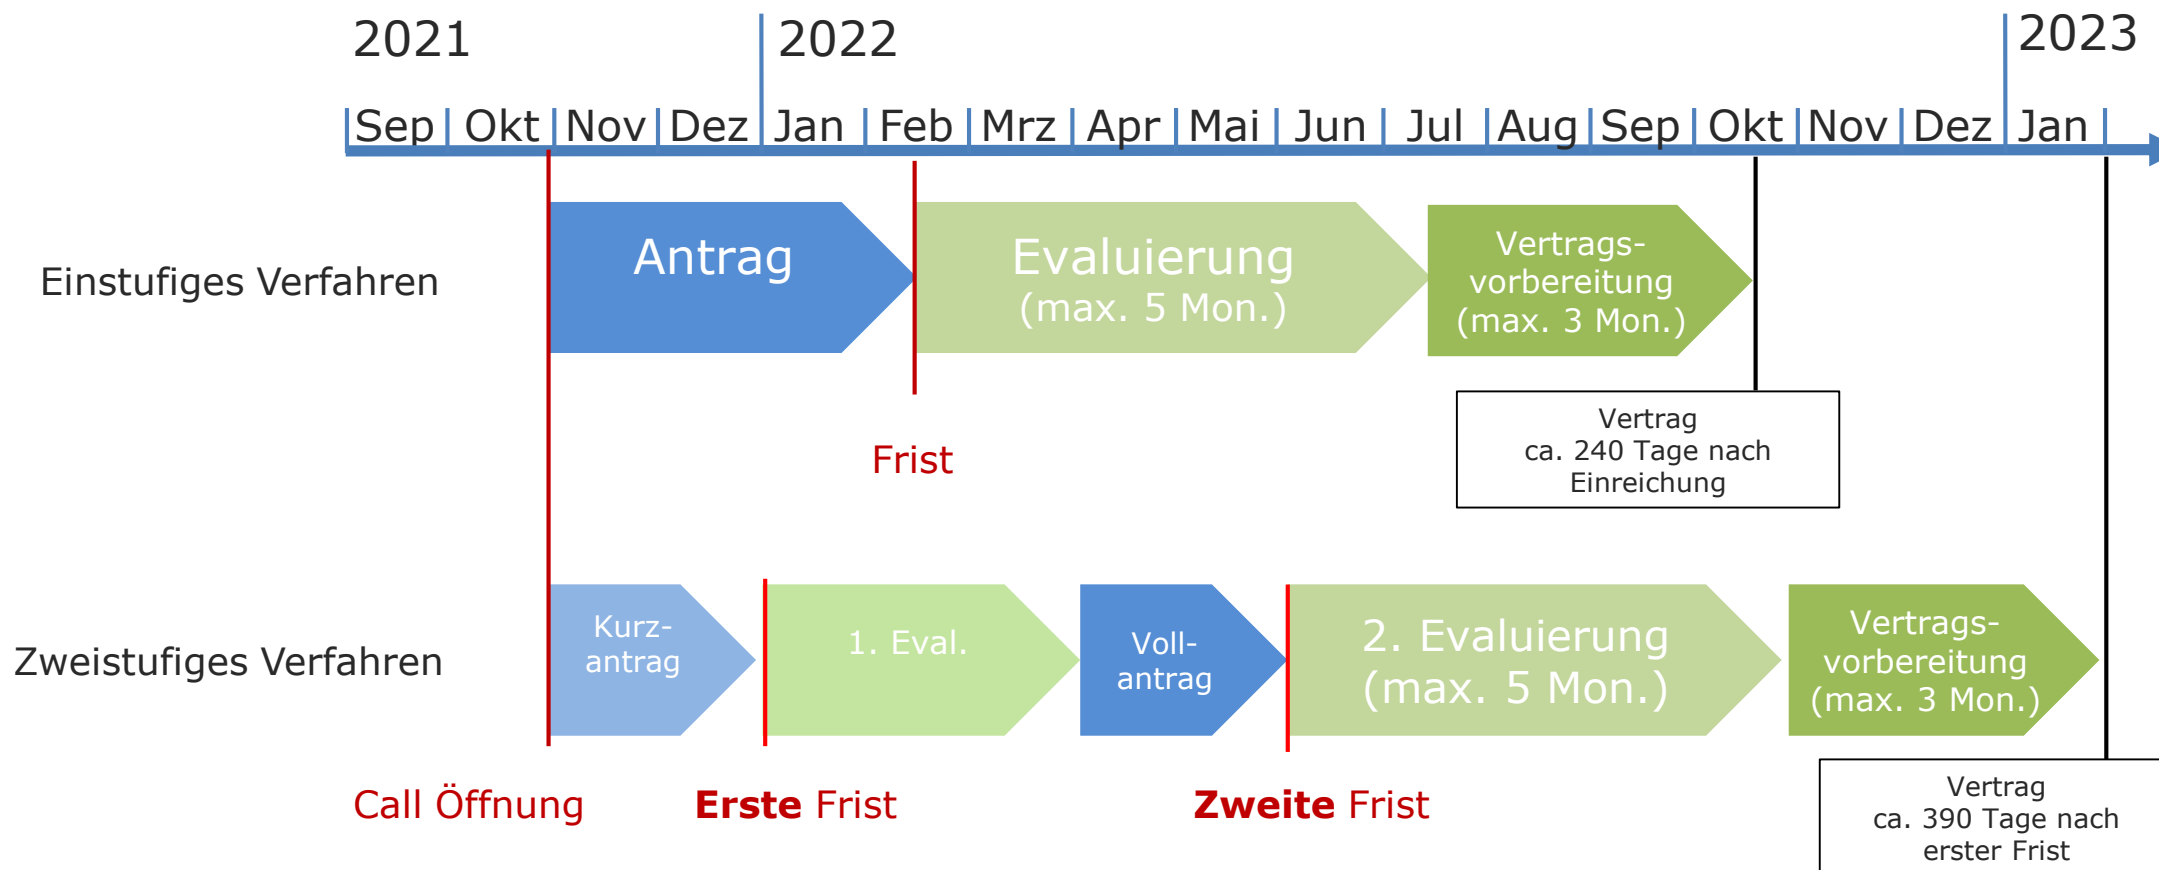 2021
2022
2023
Sep Okt Nov Dez Jan Feb Mrz Apr Mai Jun Jul Aug Sep Okt Nov Dez Jan
Einstufiges Verfahren
Antrag
Evaluierung
(max. 5 Mon.)
Vertrags-
vorbereitung
(max. 3 Mon.)
Frist
Vertrag
ca. 240 Tage nach
Einreichung
Zweistufiges Verfahren
Kurz-
antrag
1. Eval.
Voll-
antrag
2. Evaluierung
(max. 5 Mon.)
Vertrags-
vorbereitung
(max. 3 Mon.)
Call Öffnung
Erste Frist
Zweite Frist
Vertrag
ca. 390 Tage nach
erster Frist